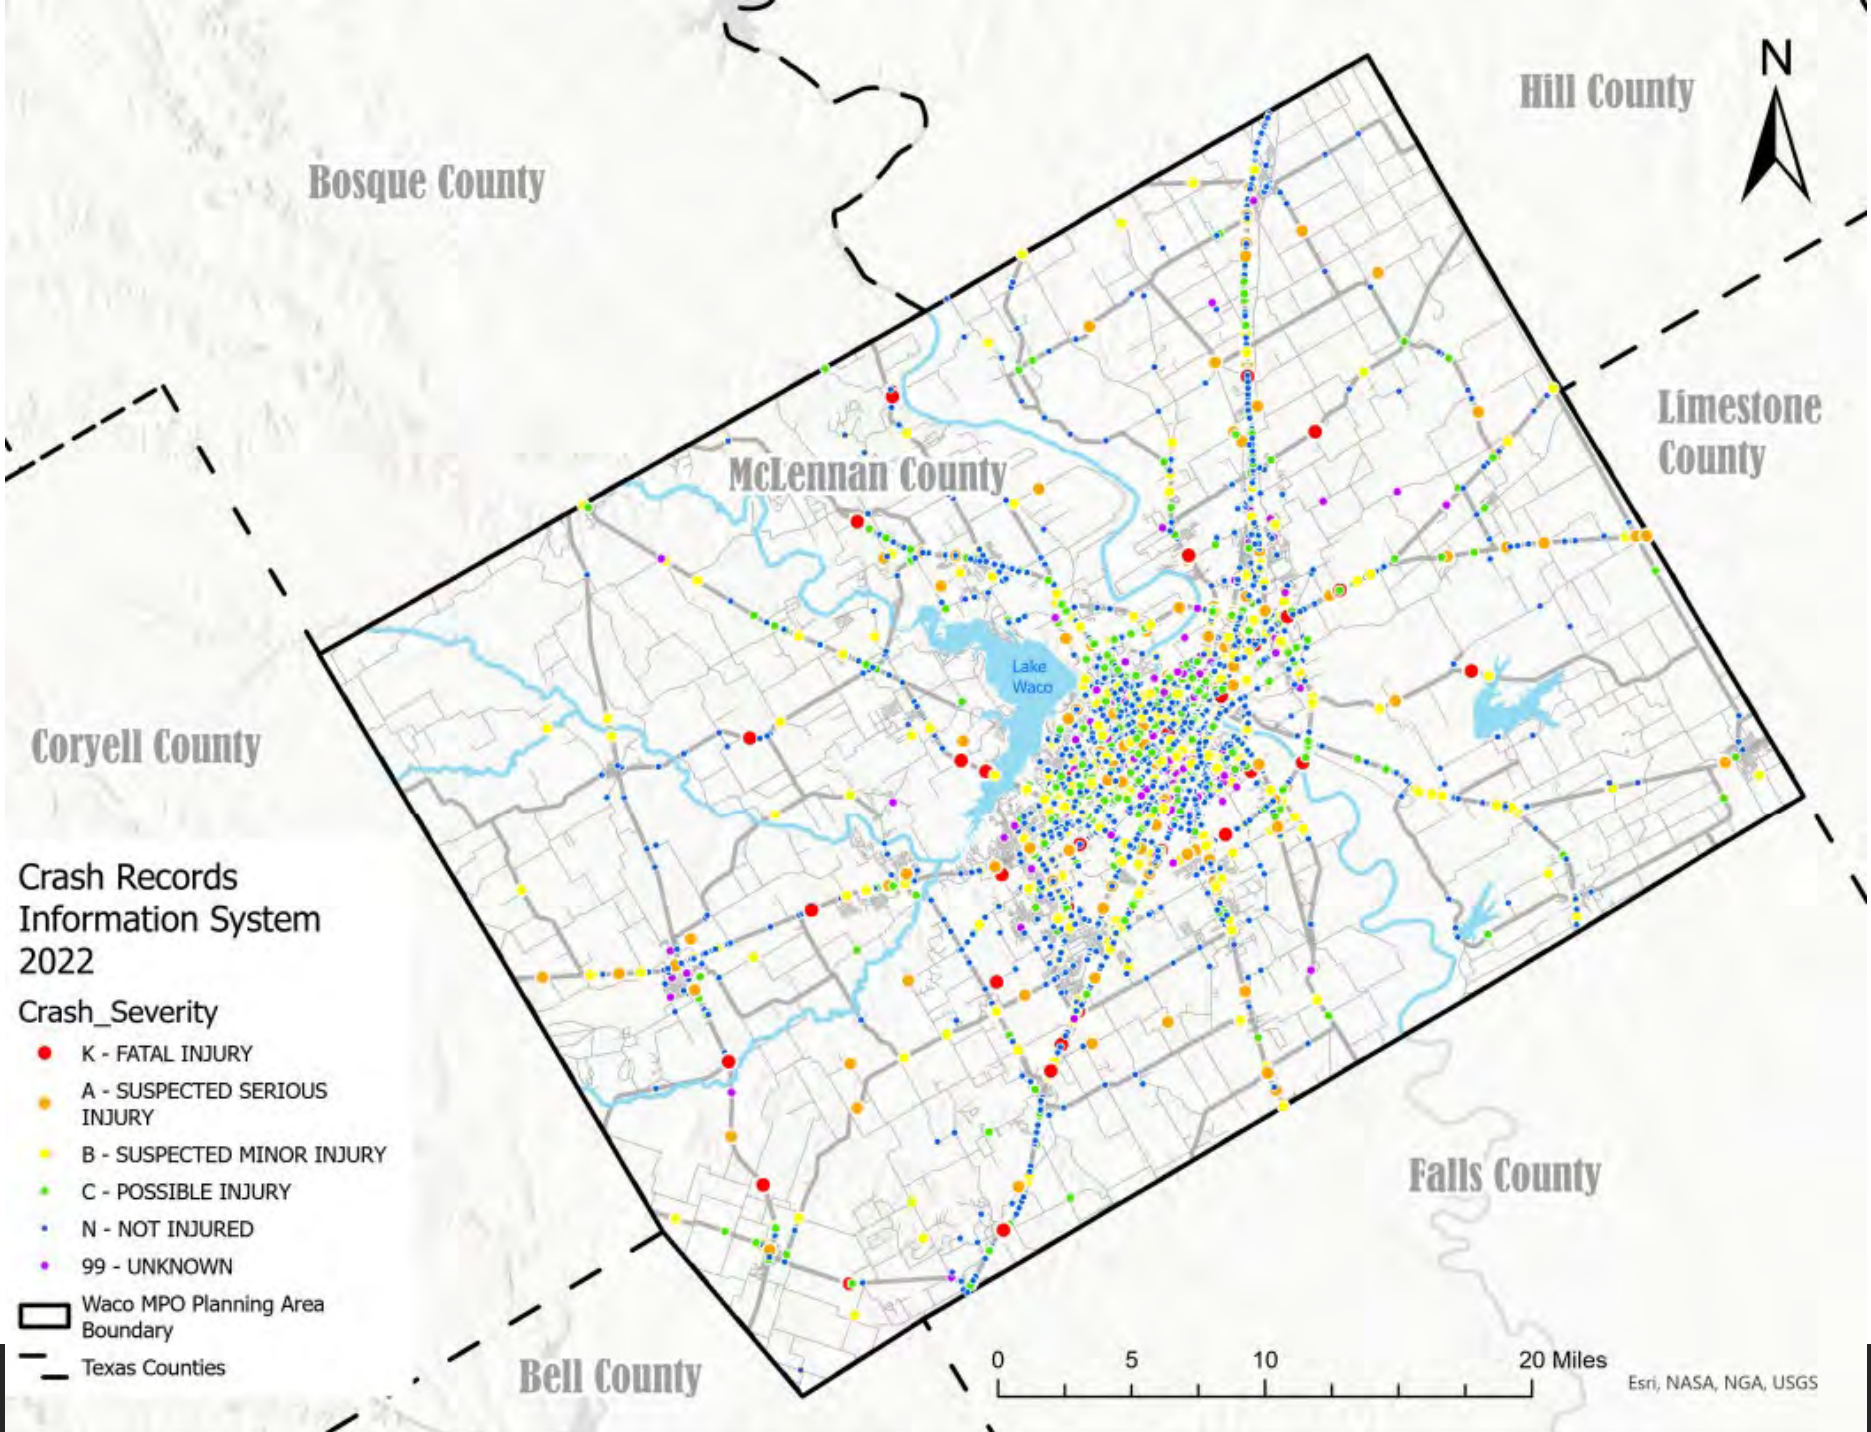 N
Hill County
Bosque County
Limestone
County
McLennan County
Lake
Waco
Coryell County
Crash Records
Information System
2022
Crash_Severity
K - FATAL INJURY
A - SUSPECTED SERIOUS
INJURY
B - SUSPECTED MINOR INJURY
C - POSSIBLE INJURY
N - NOT INJURED
99 - UNKNOWN
Waco MPO Planning Area
Boundary
Texas Counties
Falls County
Bell County
0 5 10 20 Miles
Esri, NASA, NGA, USGS